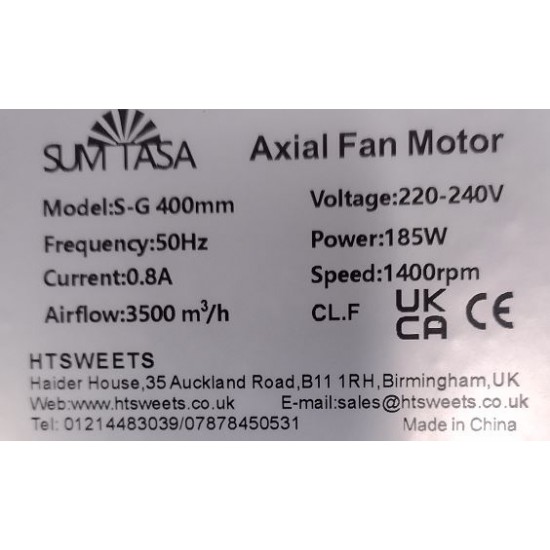 SUMTASA
Axial Fan Motor
Model:S-G 400mm
Voltage:220-240V
Frequency:50Hz
Power:185W
Current:0.8A
Speed:1400rpm
Airflow:3500 m³/h
CL.F
UK
CA
CE
HTSWEETS
Haider House,35 Auckland Road,B11 1RH,Birmingham,UK
Web:www.htsweets.co.uk
E-mail:sales@htsweets.co.uk
Tel: 01214483039/07878450531
Made in China